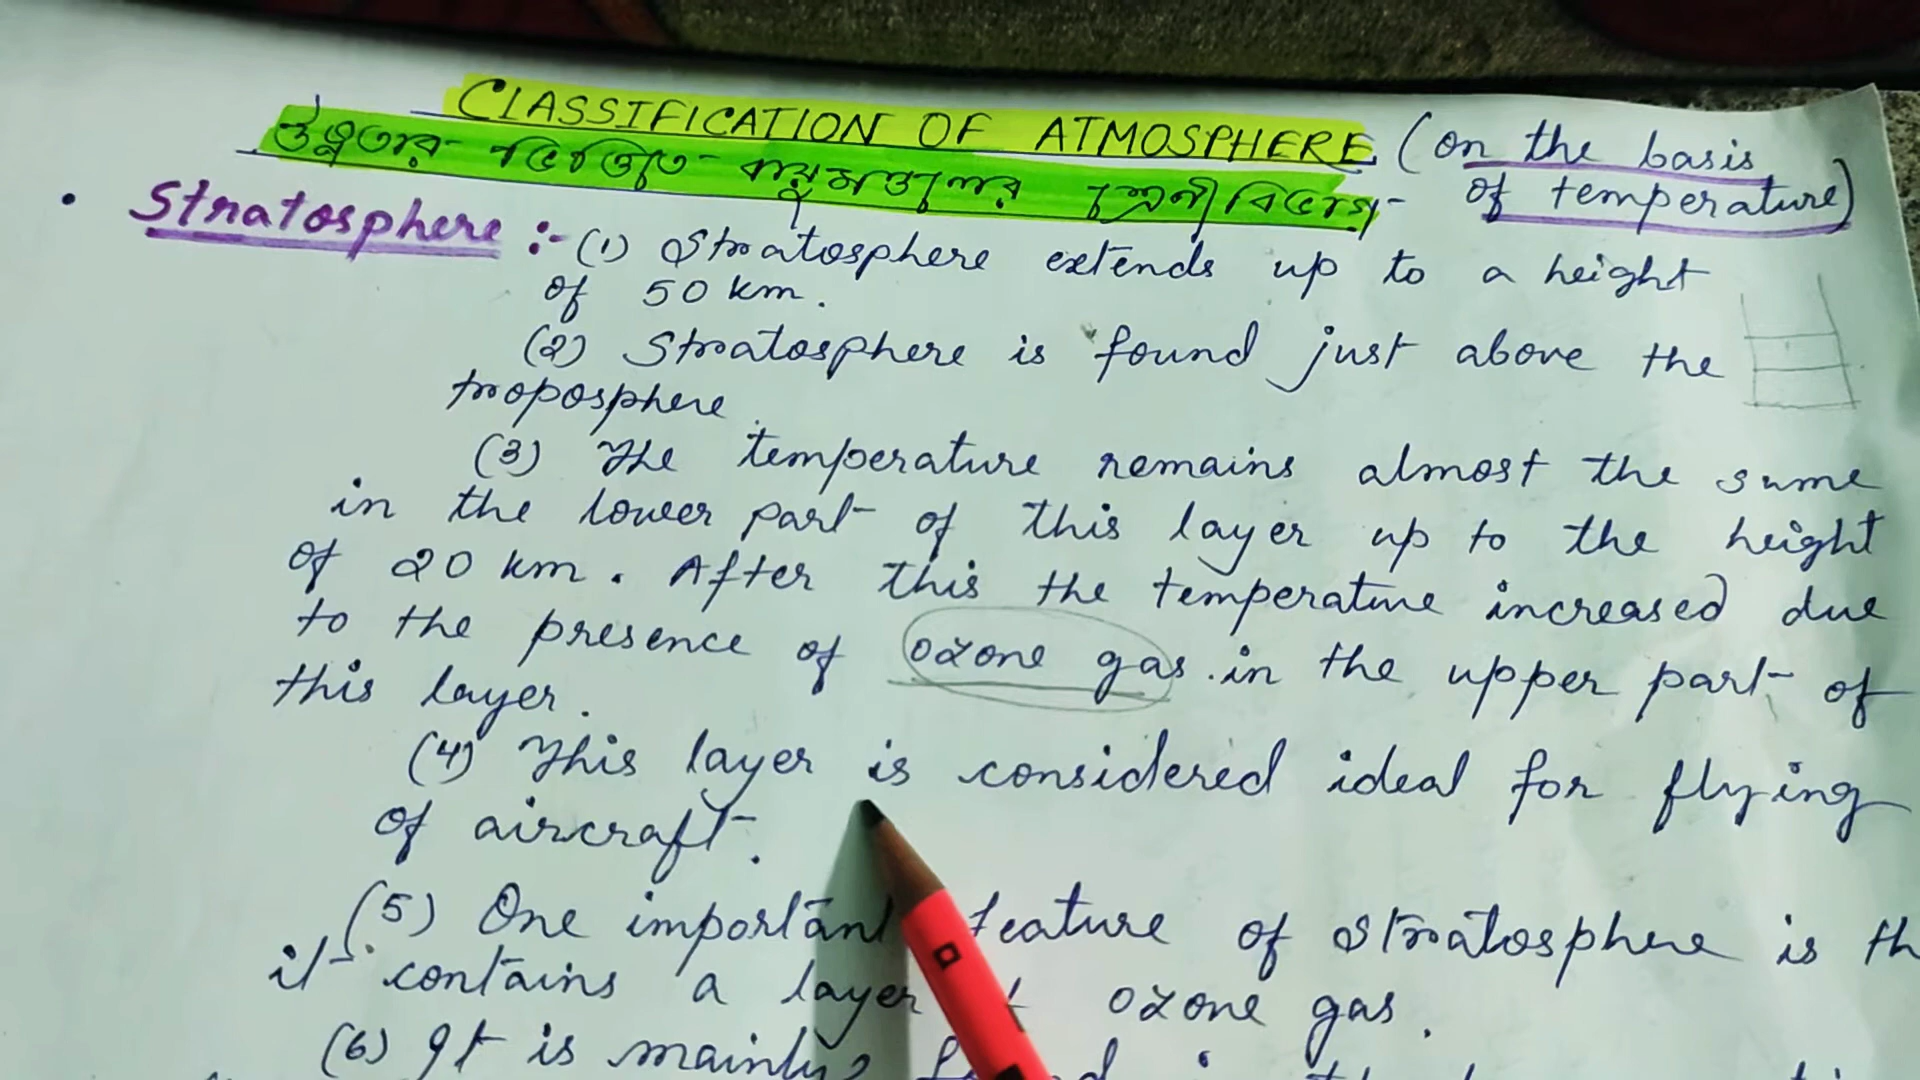 CLASSIFICATION OF ATMOSPHERE (on the basis
of temperature)
উষ্ণতার ভিত্তিতে বায়ুমণ্ডলের শ্রেণীবিভাগ
• Stratosphere :- (1) Stratosphere extends up to a height
of 50 km.
(2) Stratosphere is found just above the
troposphere
(3) The temperature remains almost the same
in the lower part of this layer up to the height
of 20 km. After this the temperature increased due
to the presence of ozone gas in the upper part of
this layer.
(4) This layer is considered ideal for flying
of aircraft.
(5) One important feature of stratosphere is th
it contains a layer ozone gas.
(6) It is mainly